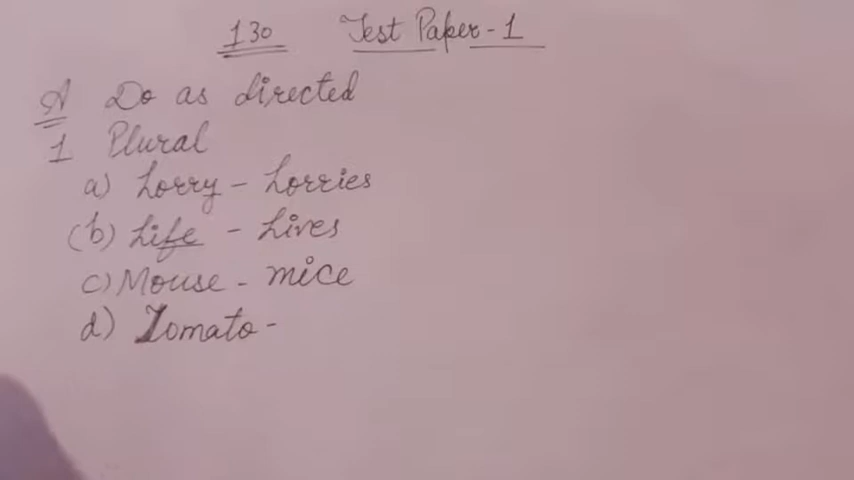 130 Test Paper - 1
A Do as directed
1 Plural
a) Lorry - Lorries
(b) Life - Lives
c) Mouse - mice
d) Tomato -